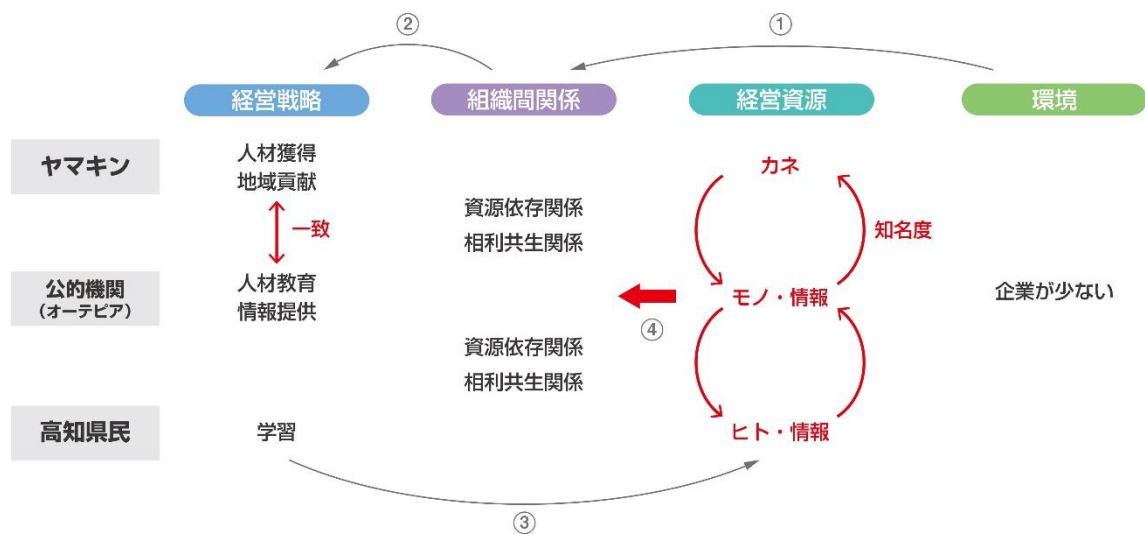 ②
①
経営戦略
組織間関係
経営資源
環境
ヤマキン
人材獲得
地域貢献
カネ
資源依存関係
相利共生関係
一致
知名度
公的機関
(オーテピア)
人材教育
情報提供
モノ・情報
企業が少ない
④
資源依存関係
相利共生関係
高知県民
学習
ヒト・情報
③